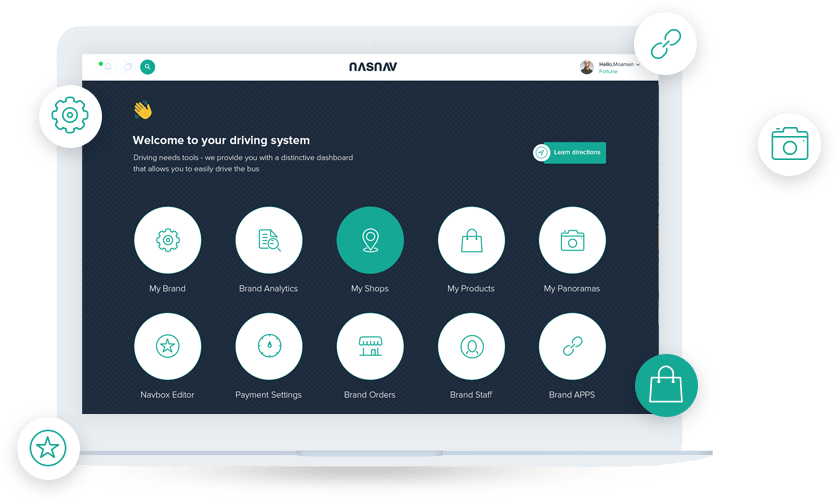 NASNAV
Hello,Moamen
Fortune
Welcome to your driving system
Driving needs tools - we provide you with a distinctive dashboard
that allows you to easily drive the bus
Learn directions
My Brand
Brand Analytics
My Shops
My Products
My Panoramas
Navbox Editor
Payment Settings
Brand Orders
Brand Staff
Brand APPS